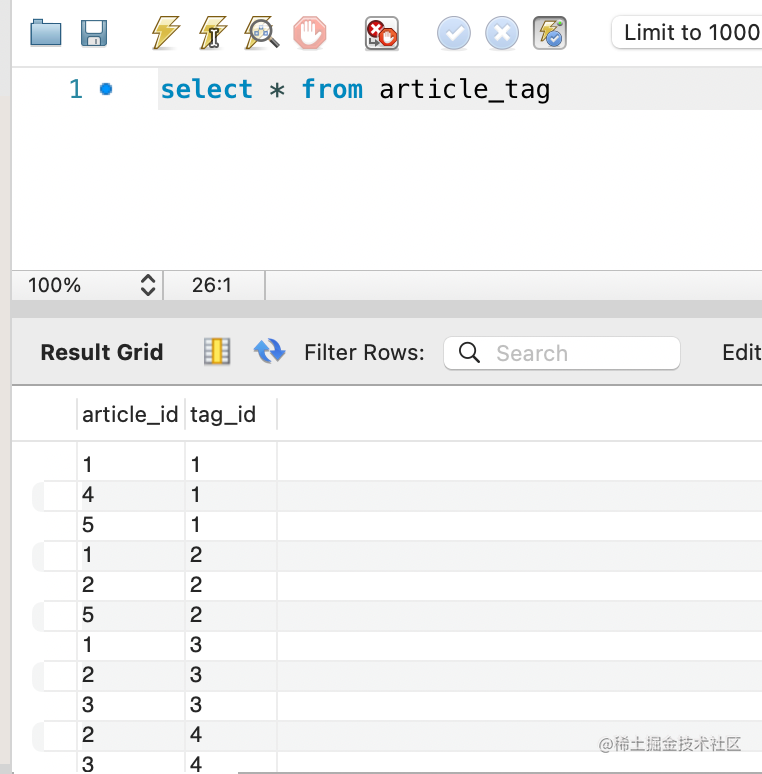 Limit to 1000
1 select * from article_tag
100% 26:1
Result Grid Filter Rows: Search Edit
article_id tag_id
1 1
4 1
5 1
1 2
2 2
5 2
1 3
2 3
3 3
2 4
3 4
@稀土掘金技术社区